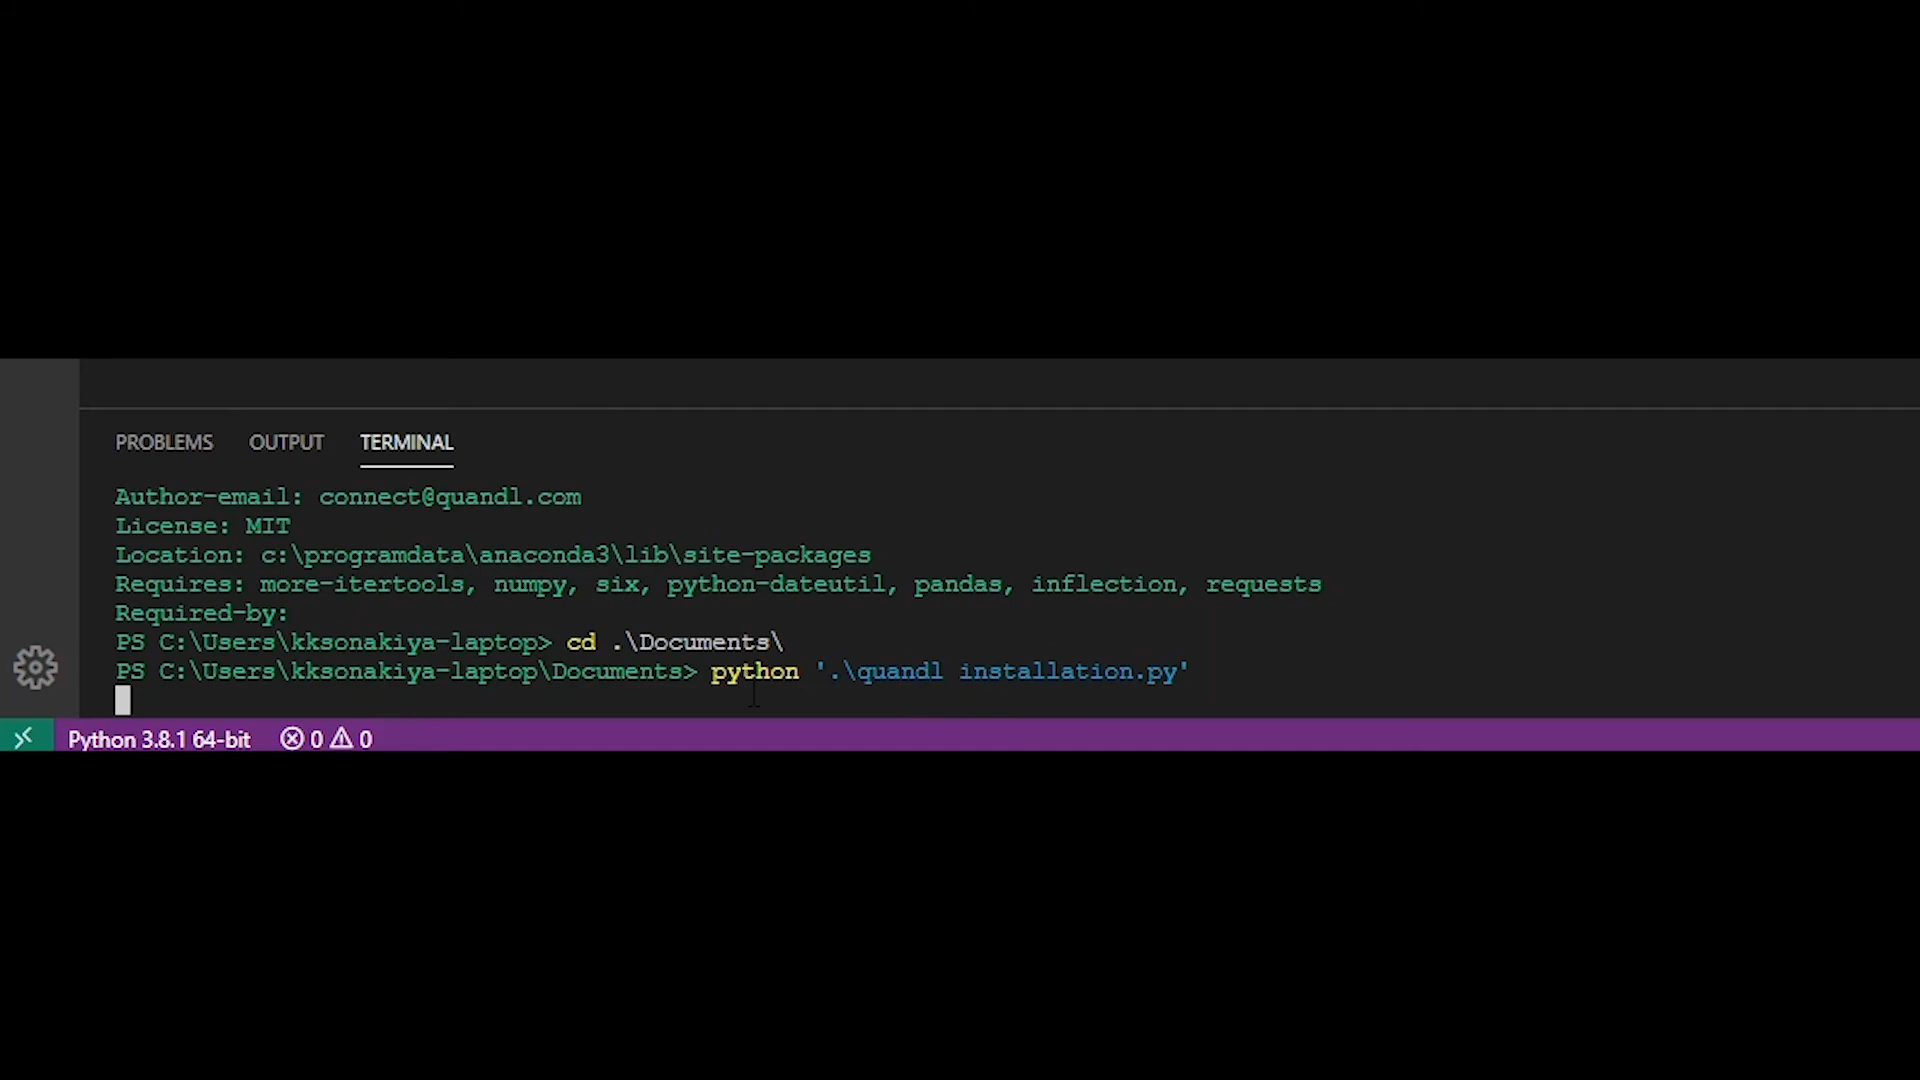 PROBLEMS OUTPUT TERMINAL
Author-email: connect@quandl.com
License: MIT
Location: c:\programdata\anaconda3\lib\site-packages
Requires: more-itertools, numpy, six, python-dateutil, pandas, inflection, requests
Required-by:
PS C:\Users\kksonakiya-laptop> cd .\Documents\
PS C:\Users\kksonakiya-laptop\Documents> python '.\quandl installation.py'
Python 3.8.1 64-bit 0 0